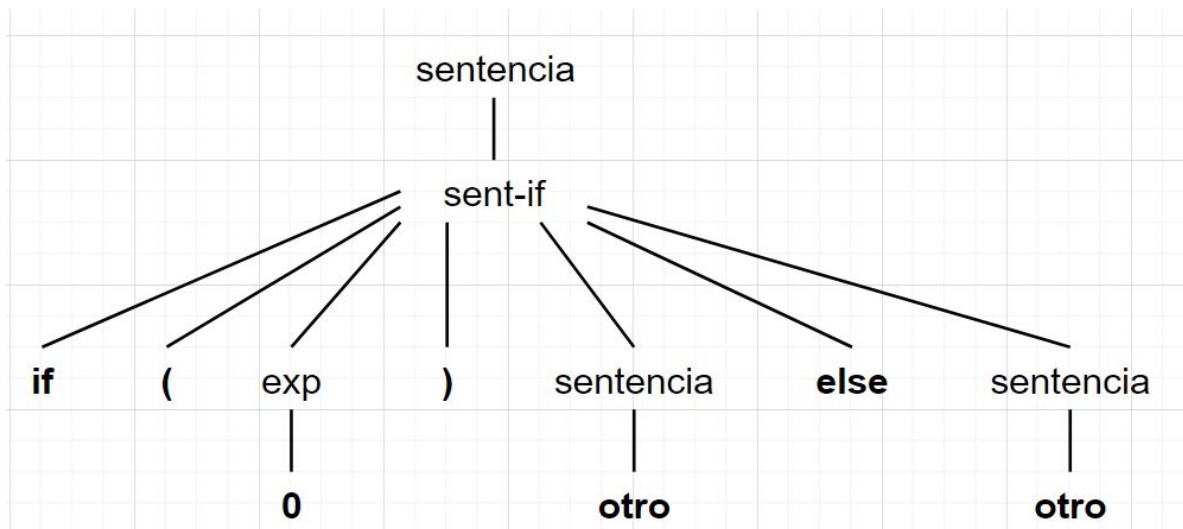 sentencia
sent-if
if ( exp ) sentencia else sentencia
0 otro otro